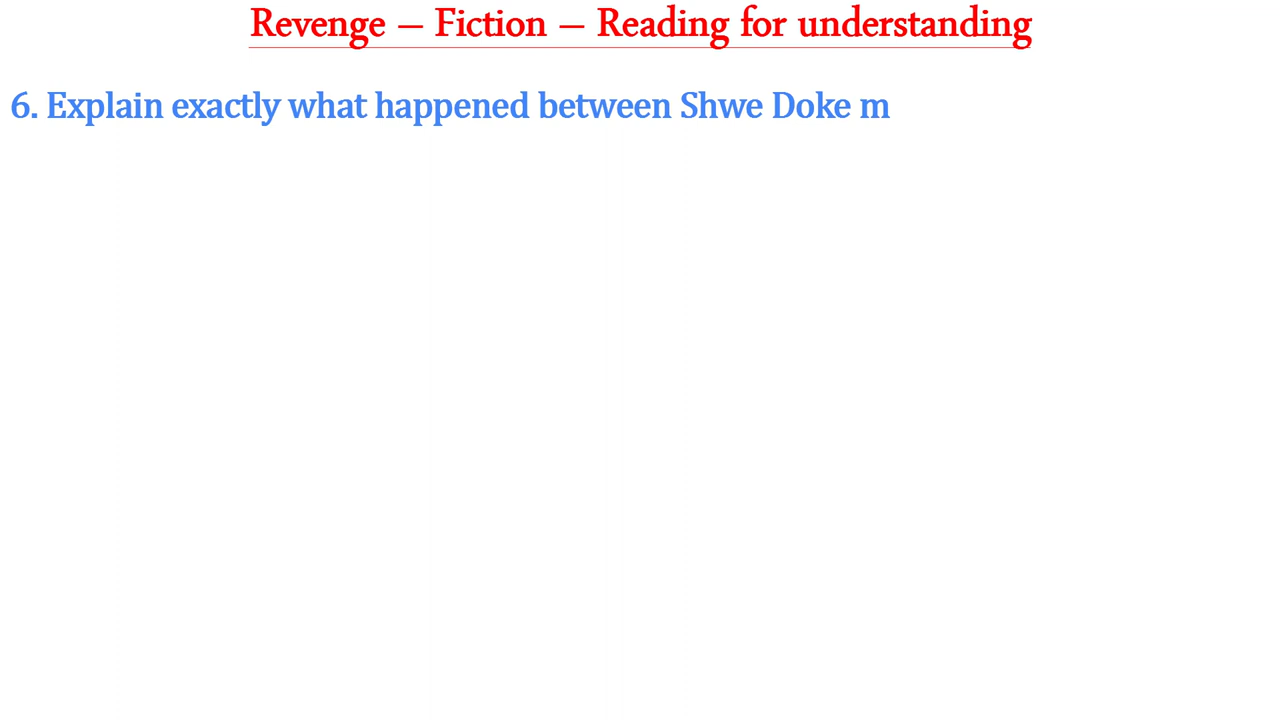 Revenge – Fiction – Reading for understanding
6. Explain exactly what happened between Shwe Doke m